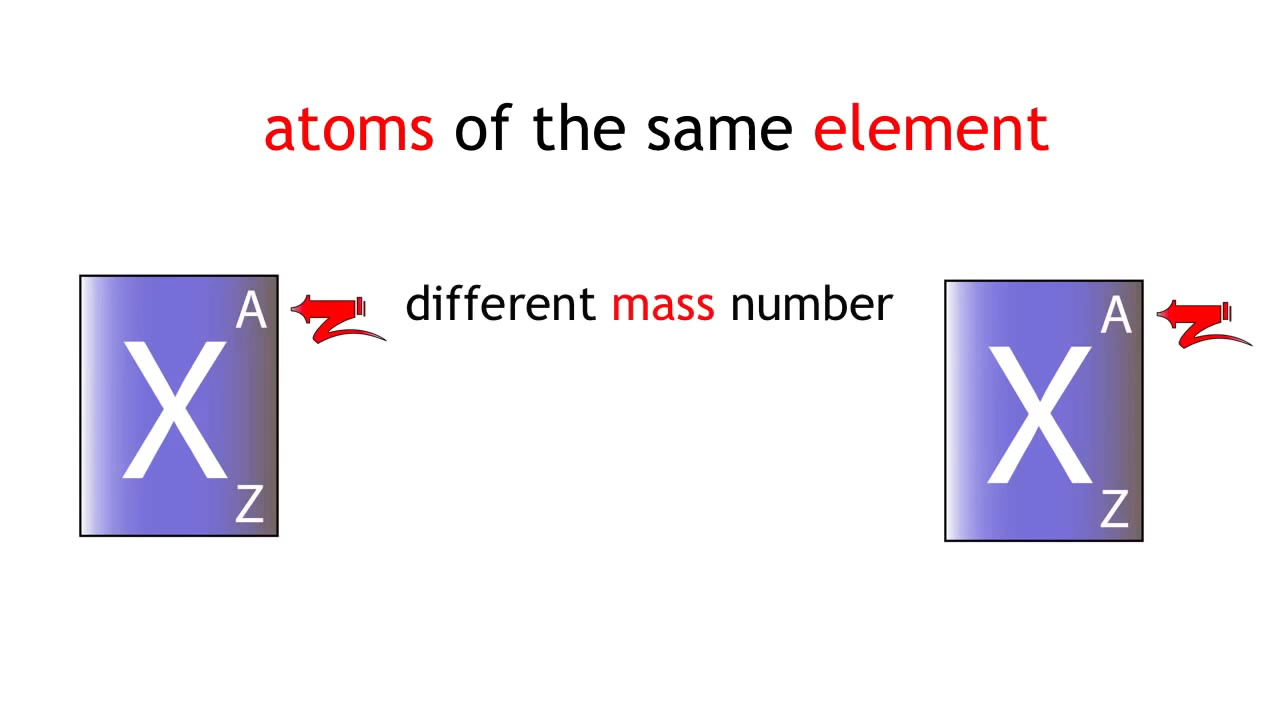 atoms of the same element
A
different mass number
A
X
X
Z
Z